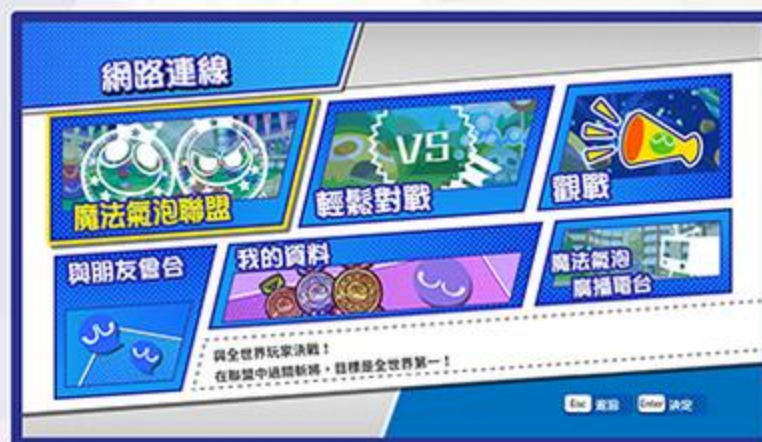 網路連線
魔法氣泡聯盟
VS
輕鬆對戰
觀戰
與朋友會合
我的資料
魔法氣泡
廣播電台
與全世界玩家決戰！
在聯盟中過關斬將，目標是全世界第一！
Esc 返回 Enter 決定